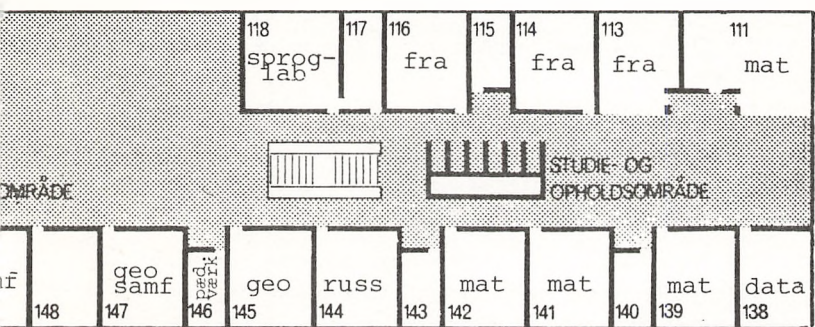 118 117 116 115 114 113 111
sprog-
lab
fra fra fra mat
STUDIE- OG
OPHOLDSOMRÅDE
OMRÅDE
geo
samf
pæd.
værk.
geo russ mat mat mat data
148 147 146 145 144 143 142 141 140 139 138